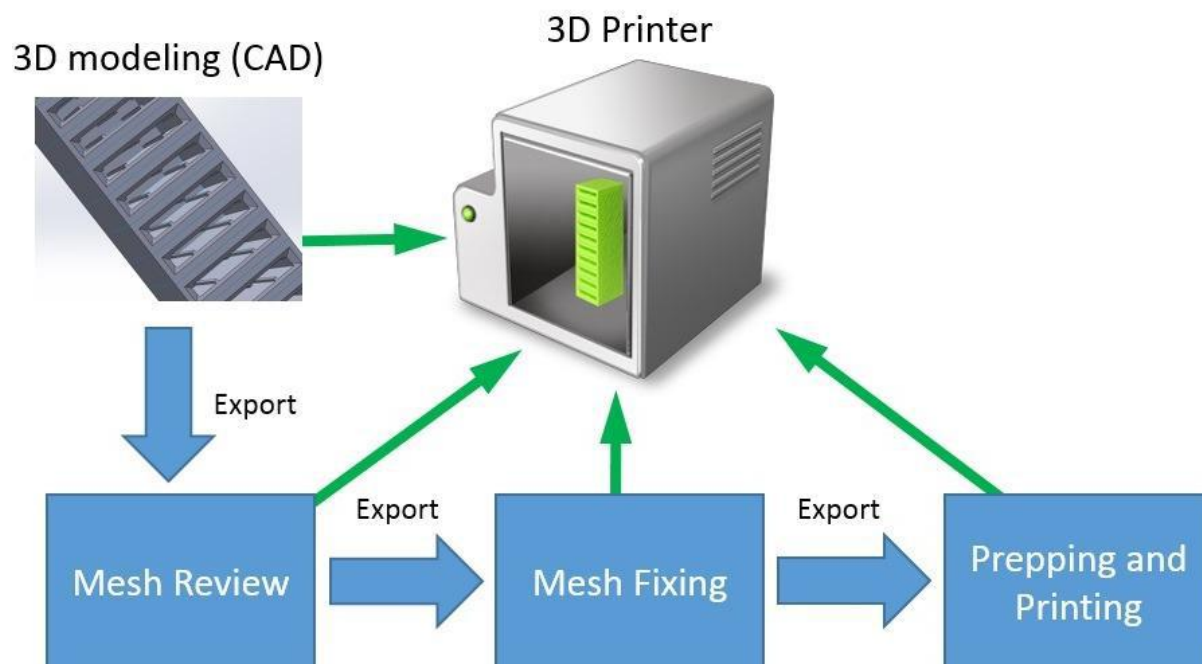 3D Printer
3D modeling (CAD)
Export
Export
Export
Mesh Review
Mesh Fixing
Prepping and
Printing